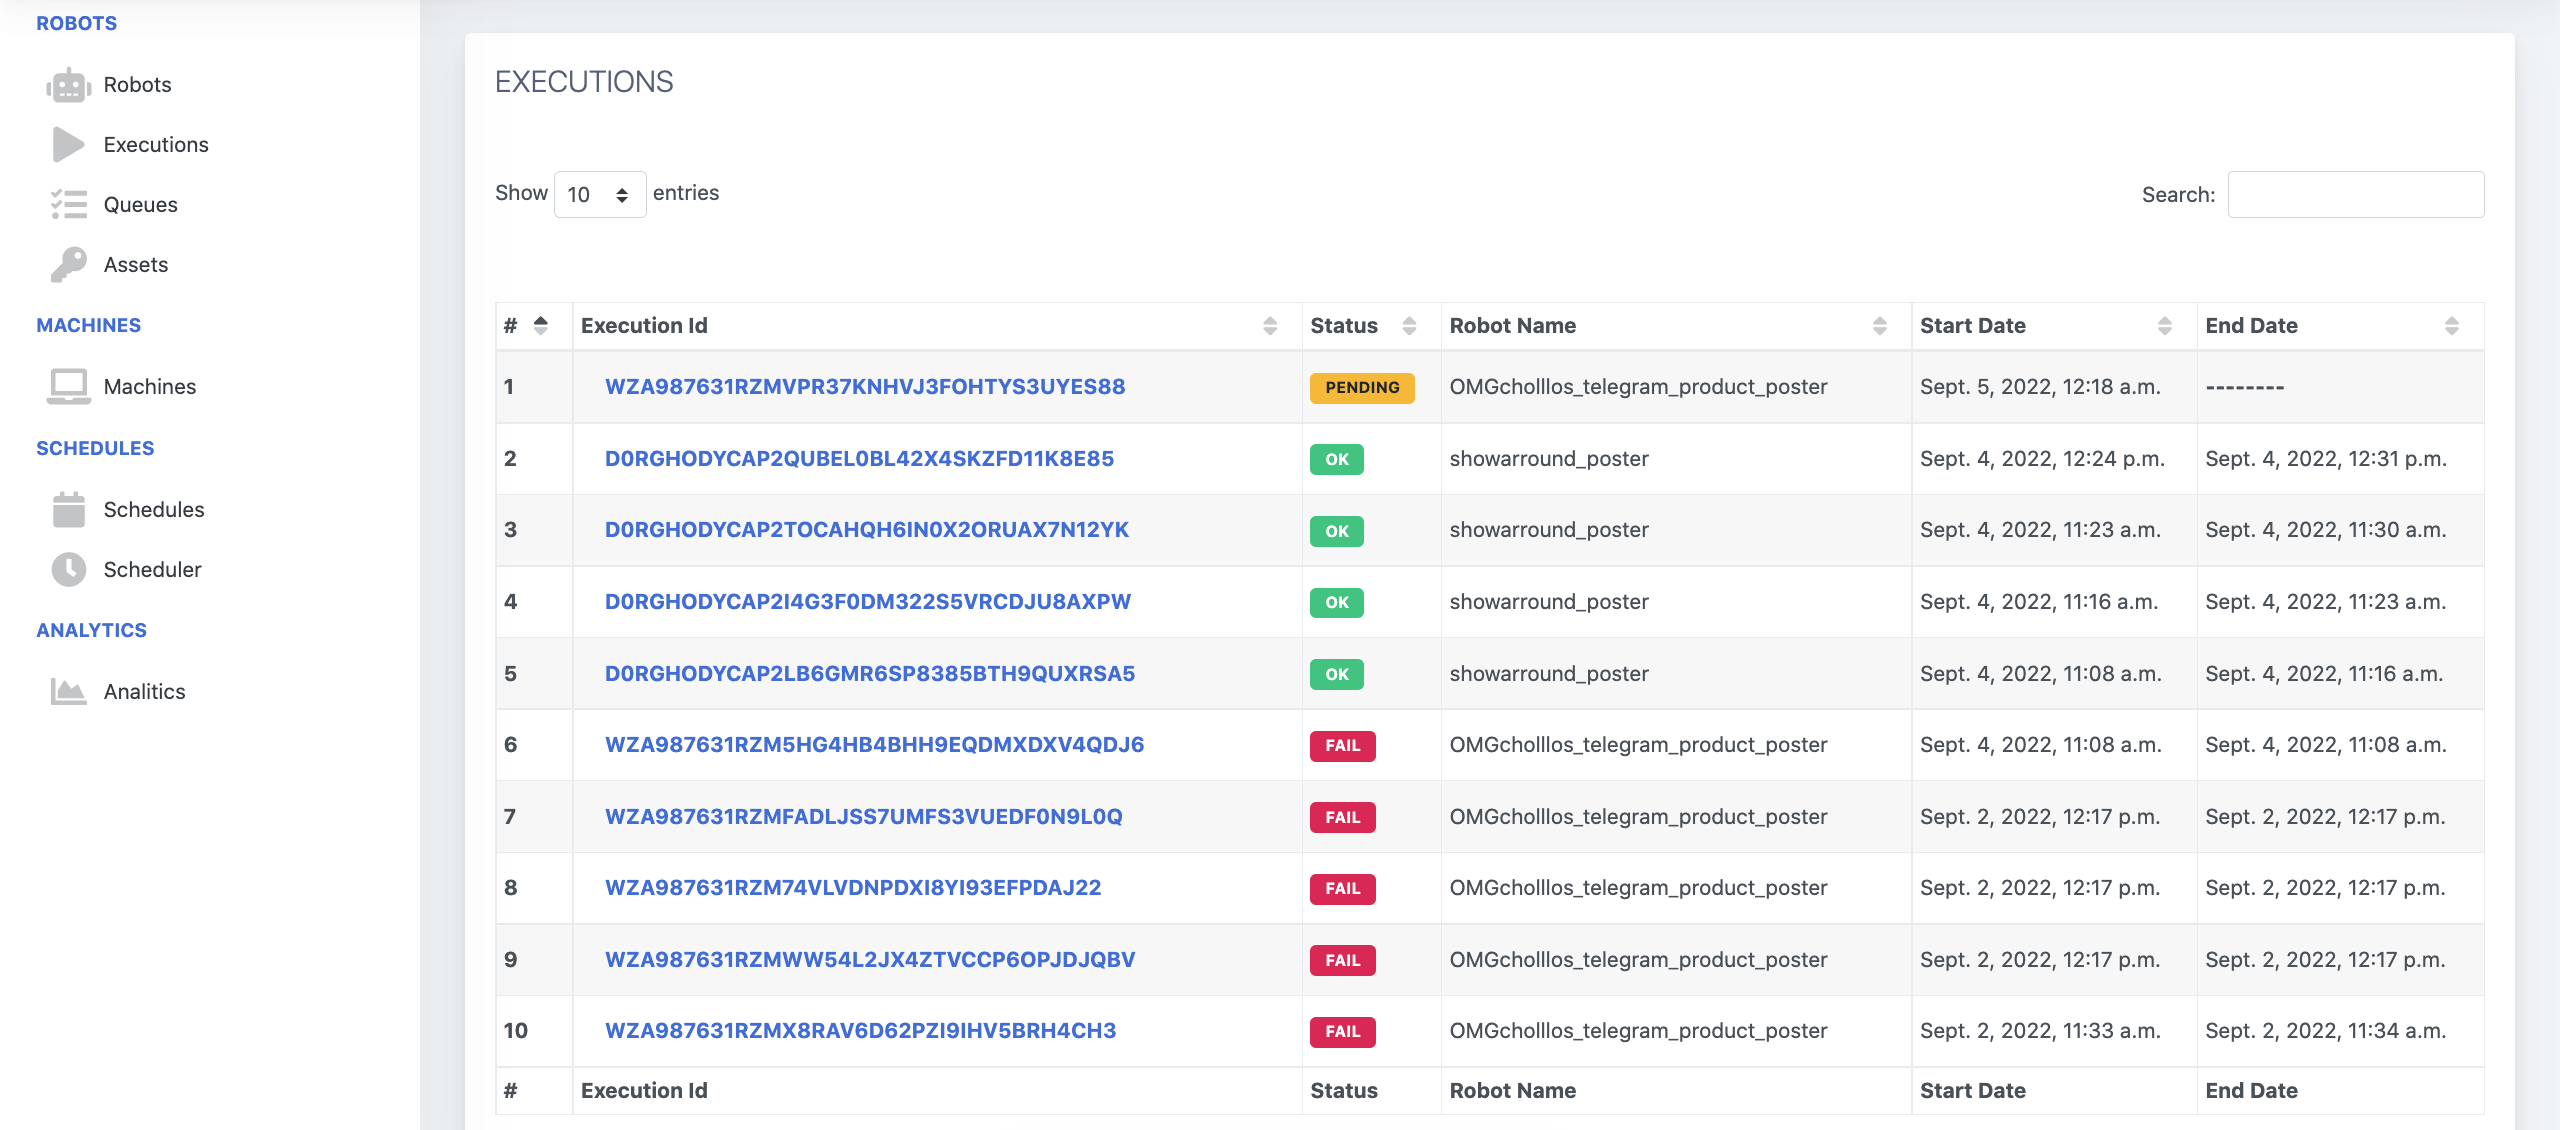 ROBOTS
Robots
Executions
Queues
Assets
MACHINES
Machines
SCHEDULES
Schedules
Scheduler
ANALYTICS
Analitics
EXECUTIONS
Show 10 entries
Search:
# Execution Id Status Robot Name Start Date End Date
1 WZA987631RZMVPR37KNHVJ3FOHTYS3UYES88 PENDING OMGcholllos_telegram_product_poster Sept. 5, 2022, 12:18 a.m. --------
2 D0RGHODYCAP2QUBEL0BL42X4SKZFD11K8E85 OK showarround_poster Sept. 4, 2022, 12:24 p.m. Sept. 4, 2022, 12:31 p.m.
3 D0RGHODYCAP2TOCAHQH6IN0X2ORUAX7N12YK OK showarround_poster Sept. 4, 2022, 11:23 a.m. Sept. 4, 2022, 11:30 a.m.
4 D0RGHODYCAP2I4G3F0DM322S5VRCDJU8AXPW OK showarround_poster Sept. 4, 2022, 11:16 a.m. Sept. 4, 2022, 11:23 a.m.
5 D0RGHODYCAP2LB6GMR6SP8385BTH9QUXRSA5 OK showarround_poster Sept. 4, 2022, 11:08 a.m. Sept. 4, 2022, 11:16 a.m.
6 WZA987631RZM5HG4HB4BHH9EQDMXDXV4QDJ6 FAIL OMGcholllos_telegram_product_poster Sept. 4, 2022, 11:08 a.m. Sept. 4, 2022, 11:08 a.m.
7 WZA987631RZMFADLJSS7UMFS3VUEDF0N9L0Q FAIL OMGcholllos_telegram_product_poster Sept. 2, 2022, 12:17 p.m. Sept. 2, 2022, 12:17 p.m.
8 WZA987631RZM74VLVDNPDXI8YI93EFPDAJ22 FAIL OMGcholllos_telegram_product_poster Sept. 2, 2022, 12:17 p.m. Sept. 2, 2022, 12:17 p.m.
9 WZA987631RZMWW54L2JX4ZTVCCP6OPJDJQBV FAIL OMGcholllos_telegram_product_poster Sept. 2, 2022, 12:17 p.m. Sept. 2, 2022, 12:17 p.m.
10 WZA987631RZMX8RAV6D62PZI9IHV5BRH4CH3 FAIL OMGcholllos_telegram_product_poster Sept. 2, 2022, 11:33 a.m. Sept. 2, 2022, 11:34 a.m.
# Execution Id Status Robot Name Start Date End Date